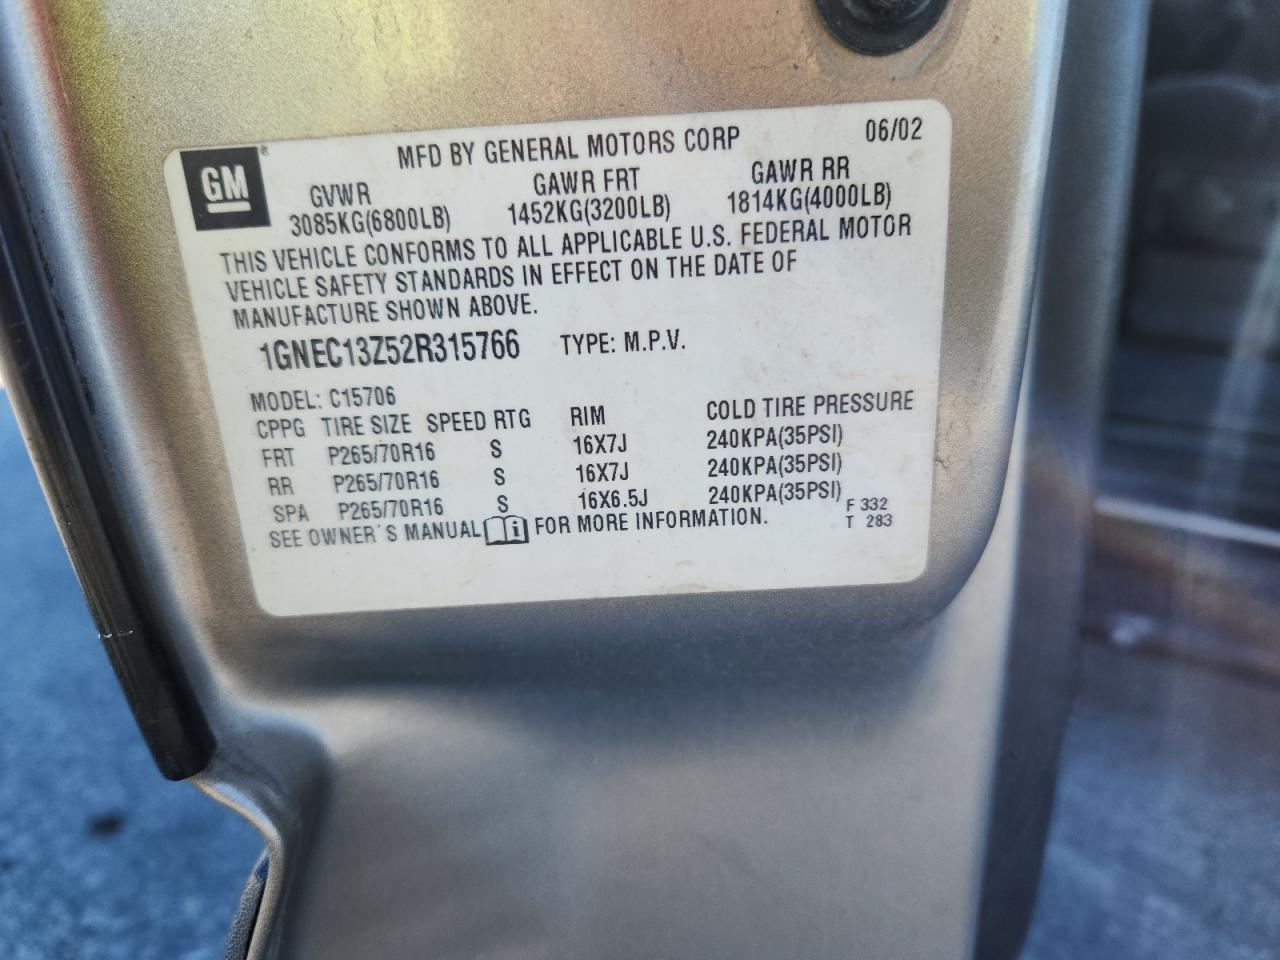 GM
MFD BY GENERAL MOTORS CORP 06/02
GVWR GAWR FRT GAWR RR
3085KG(6800LB) 1452KG(3200LB) 1814KG(4000LB)
THIS VEHICLE CONFORMS TO ALL APPLICABLE U.S. FEDERAL MOTOR
VEHICLE SAFETY STANDARDS IN EFFECT ON THE DATE OF
MANUFACTURE SHOWN ABOVE.
1GNEC13Z52R315766 TYPE: M.P.V.
MODEL: C15706
CPPG TIRE SIZE SPEED RTG RIM COLD TIRE PRESSURE
FRT P265/70R16 S 16X7J 240KPA(35PSI)
RR P265/70R16 S 16X7J 240KPA(35PSI)
SPA P265/70R16 S 16X6.5J 240KPA(35PSI)
SEE OWNER'S MANUAL i FOR MORE INFORMATION.
F 332
T 283